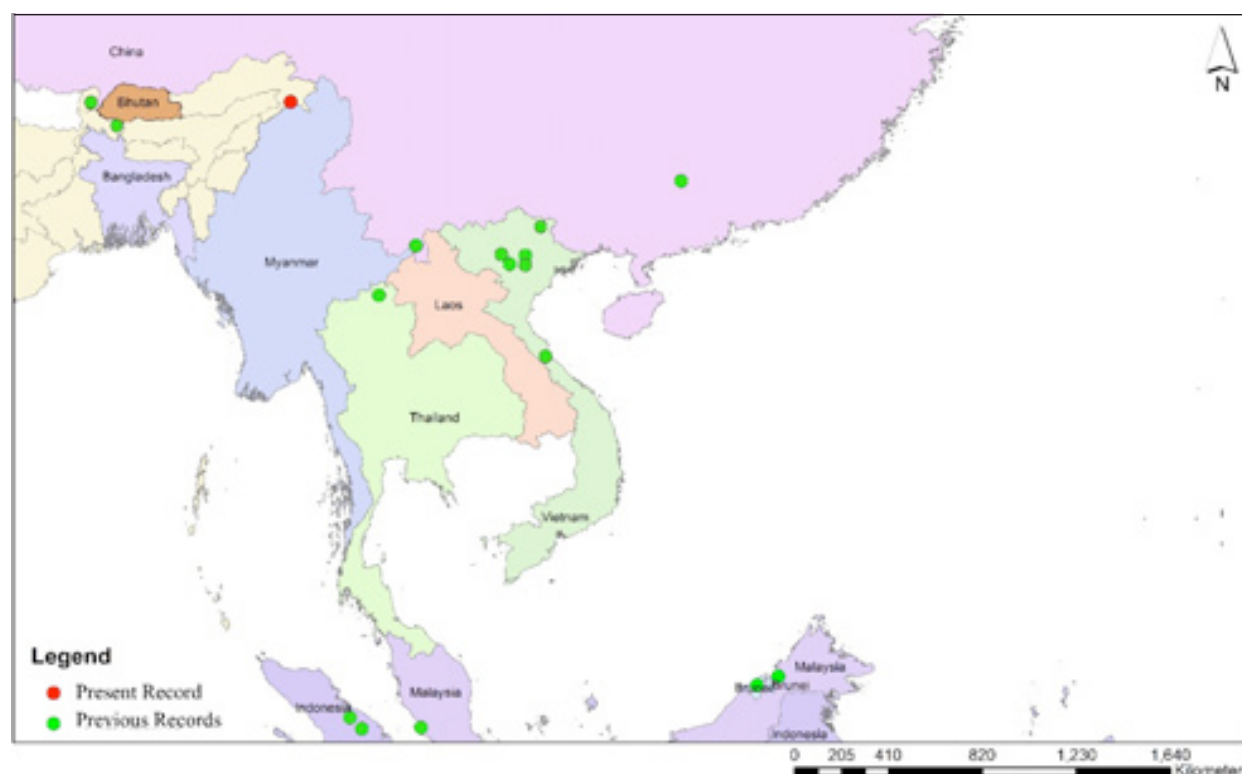 China
N
Bhutan
Bangladesh
Myanmar
Laos
Thailand
Vietnam
Legend
Present Record
Previous Records
Indonesia
Malaysia
Malaysia
Brunei
Brunei
Indonesia
0 205 410 820 1,230 1,640
Kilometer